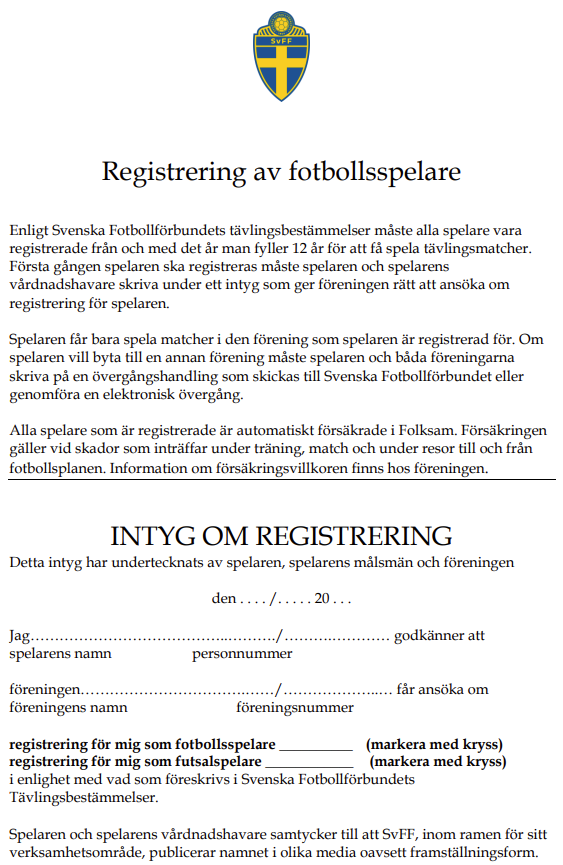 SvFF
Registrering av fotbollsspelare
Enligt Svenska Fotbollförbundets tävlingsbestämmelser måste alla spelare vara
registrerade från och med det år man fyller 12 år för att få spela tävlingsmatcher.
Första gången spelaren ska registreras måste spelaren och spelarens
vårdnadshavare skriva under ett intyg som ger föreningen rätt att ansöka om
registrering för spelaren.
Spelaren får bara spela matcher i den förening som spelaren är registrerad för. Om
spelaren vill byta till en annan förening måste spelaren och båda föreningarna
skriva på en övergångshandling som skickas till Svenska Fotbollförbundet eller
genomföra en elektronisk övergång.
Alla spelare som är registrerade är automatiskt försäkrade i Folksam. Försäkringen
gäller vid skador som inträffar under träning, match och under resor till och från
fotbollsplanen. Information om försäkringsvillkoren finns hos föreningen.
INTYG OM REGISTRERING
Detta intyg har undertecknats av spelaren, spelarens målsmän och föreningen
den . . . . /. . . . . 20 . . .
Jag…………………………………..………./………..………… godkänner att
spelarens namn personnummer
föreningen…………………………….……/………………..… får ansöka om
föreningens namn föreningsnummer
registrering för mig som fotbollsspelare ___________ (markera med kryss)
registrering för mig som futsalspelare _____________ (markera med kryss)
i enlighet med vad som föreskrivs i Svenska Fotbollförbundets
Tävlingsbestämmelser.
Spelaren och spelarens vårdnadshavare samtycker till att SvFF, inom ramen för sitt
verksamhetsområde, publicerar namnet i olika media oavsett framställningsform.